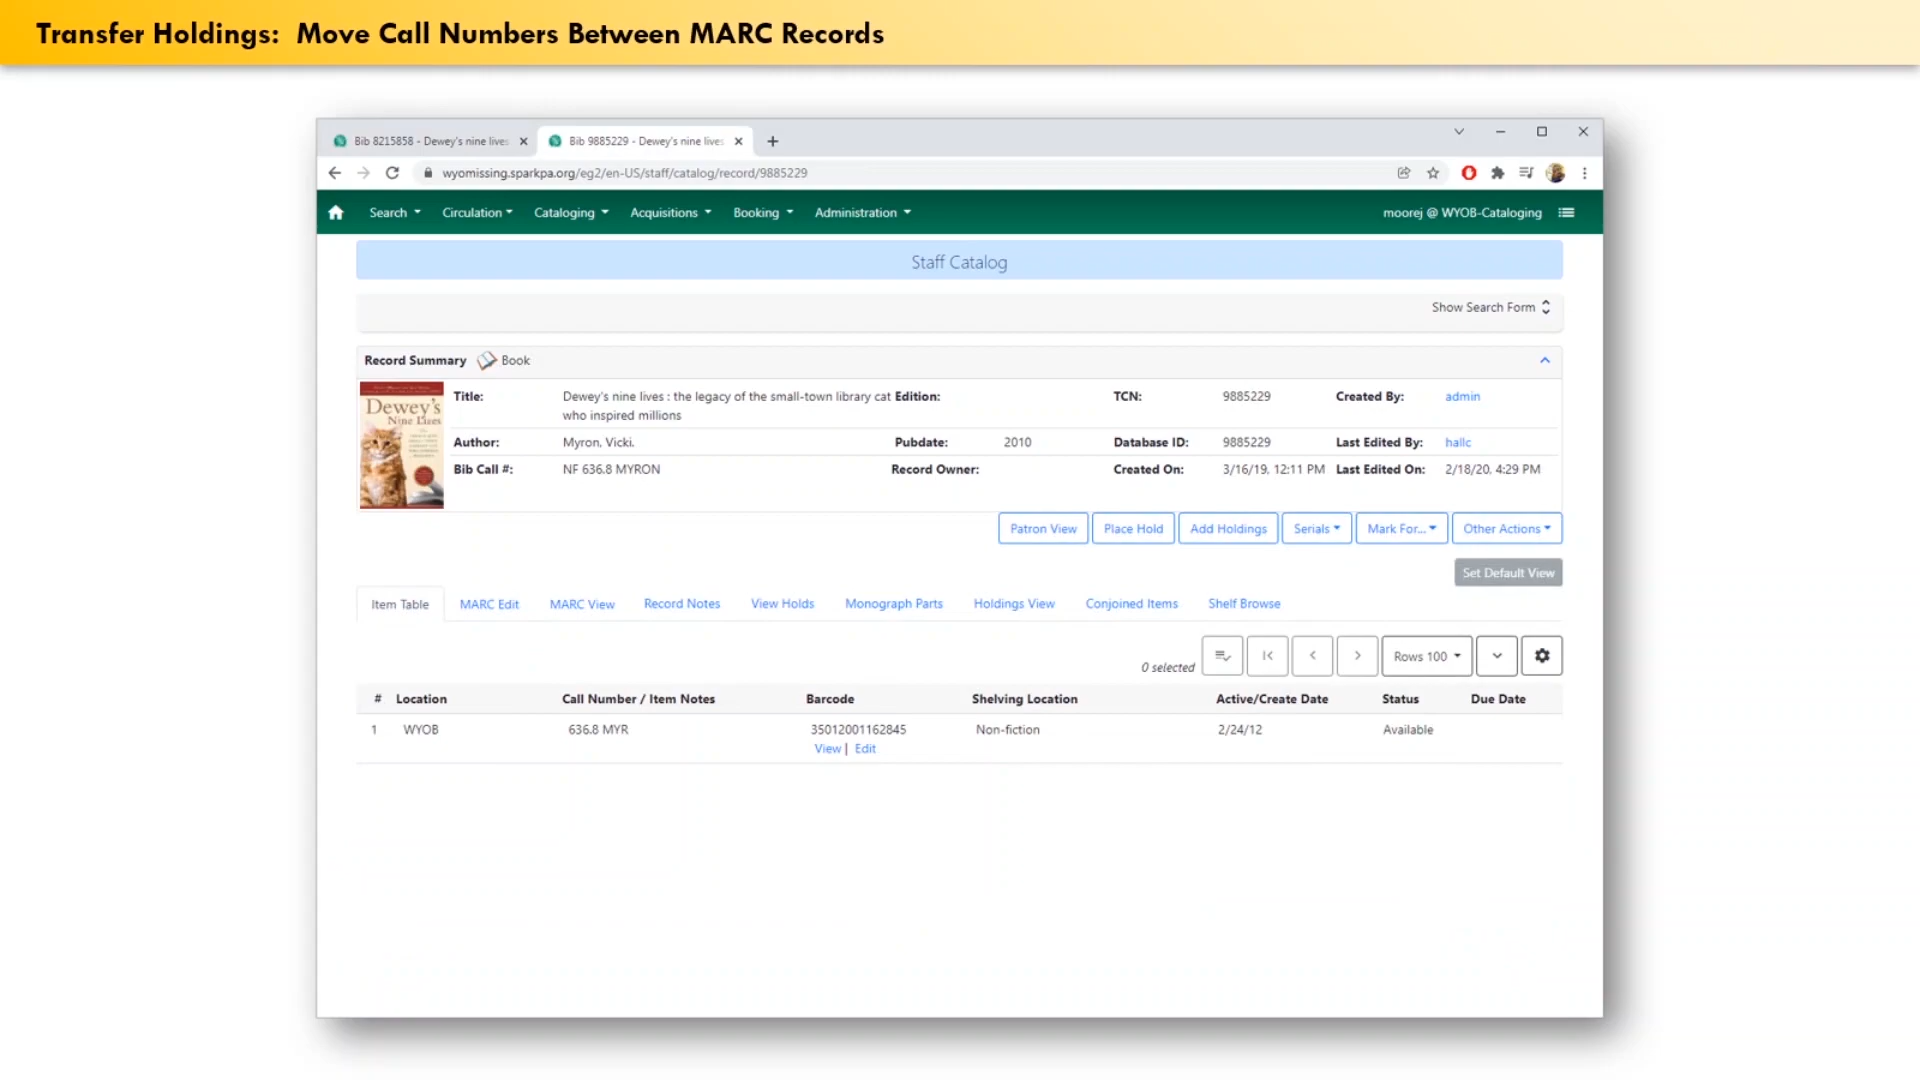 Transfer Holdings: Move Call Numbers Between MARC Records
Bib 8215858 - Dewey's nine lives
Bib 9885229 - Dewey's nine lives
wyomissing.sparkpa.org/eg2/en-US/staff/catalog/record/9885229
Search Circulation Cataloging Acquisitions Booking Administration moorej @ WYOB-Cataloging
Staff Catalog
Show Search Form
Record Summary Book
Dewey's
Nine Lives
Title: Dewey's nine lives : the legacy of the small-town library cat Edition: TCN: 9885229 Created By: admin
who inspired millions
Author: Myron, Vicki. Pubdate: 2010 Database ID: 9885229 Last Edited By: hallc
Bib Call #: NF 636.8 MYRON Record Owner: Created On: 3/16/19, 12:11 PM Last Edited On: 2/18/20, 4:29 PM
Patron View Place Hold Add Holdings Serials Mark For... Other Actions
Set Default View
Item Table MARC Edit MARC View Record Notes View Holds Monograph Parts Holdings View Conjoined Items Shelf Browse
0 selected Rows 100
# Location Call Number / Item Notes Barcode Shelving Location Active/Create Date Status Due Date
1 WYOB 636.8 MYR 35012001162845 Non-fiction 2/24/12 Available
View | Edit